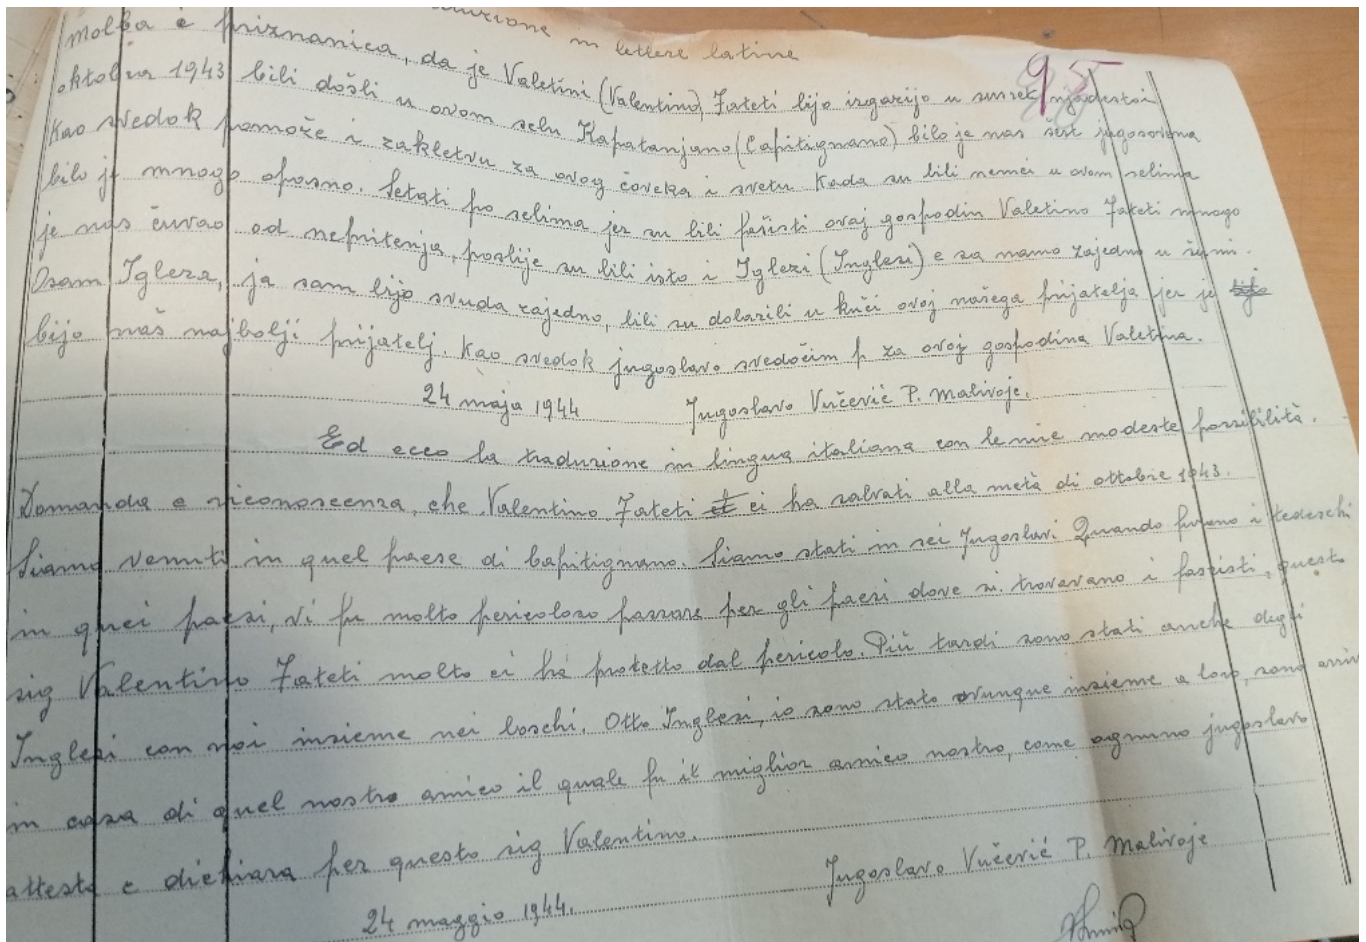 in lettere latine
95
Molba e priznanica, da je Valetini (Valentino) Fateti bijo izgarijo u
oktobra 1943 bili došli u ovom selu Kapatanjano (Capitignano) bilo je nas šest jugosovena
Kao svedok pomože i zakletvu za ovog čoveka i svetu Kada su bili nemci u ovom selima
bilo je mnogo oposno. Šetati po selima jer su bili fašisti ovaj gospodin Valetino Fateti mnogo
je nas čuvao od nepritenja, poslije su bili isto i Iglezi (Inglesi) e sa namo zajedno u šumi.
Osam Igleza, ja sam bijo svuda zajedno, bili su dolazili u kući ovoj našega prijatelja jer je
bijo naš najbolji prijatelj. Kao svedok jugoslavo svedočim p za ovoj gospodina Valetina.
24 maja 1944 Jugoslavo Vučević P. Malivoje.
Ed ecco la traduzione in lingua italiana con le mie modeste possibilità.
Domanda e riconoscenza, che Valentino Fateti ci ha salvati alla metà di ottobre 1943.
Siamo venuti in quel paese di Capitignano. Siamo stati in sei Jugoslavi Quando furono i tedeschi
in quei paesi, vi fu molto pericoloso passare per gli paesi dove si trovavano i fascisti, questo
sig Valentino Fateti molto ci ha protetto dal pericolo. Più tardi sono stati anche degli
Inglesi con noi insieme nei boschi. Otto Inglesi, io sono stato ovunque insieme a loro, sono
in casa di quel nostro amico il quale fu il miglior amico nostro, come ognuno jugoslavo
attesta e dichiara per questo sig Valentino.
24 maggio 1944. Jugoslavo Vučević P. Malivoje